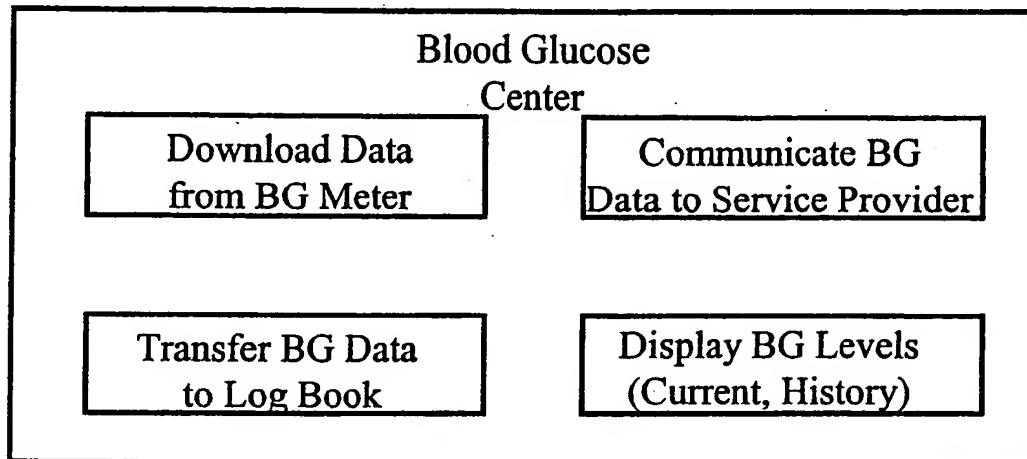 Blood Glucose
Center
Download Data
from BG Meter
Communicate BG
Data to Service Provider
Transfer BG Data
to Log Book
Display BG Levels
(Current, History)